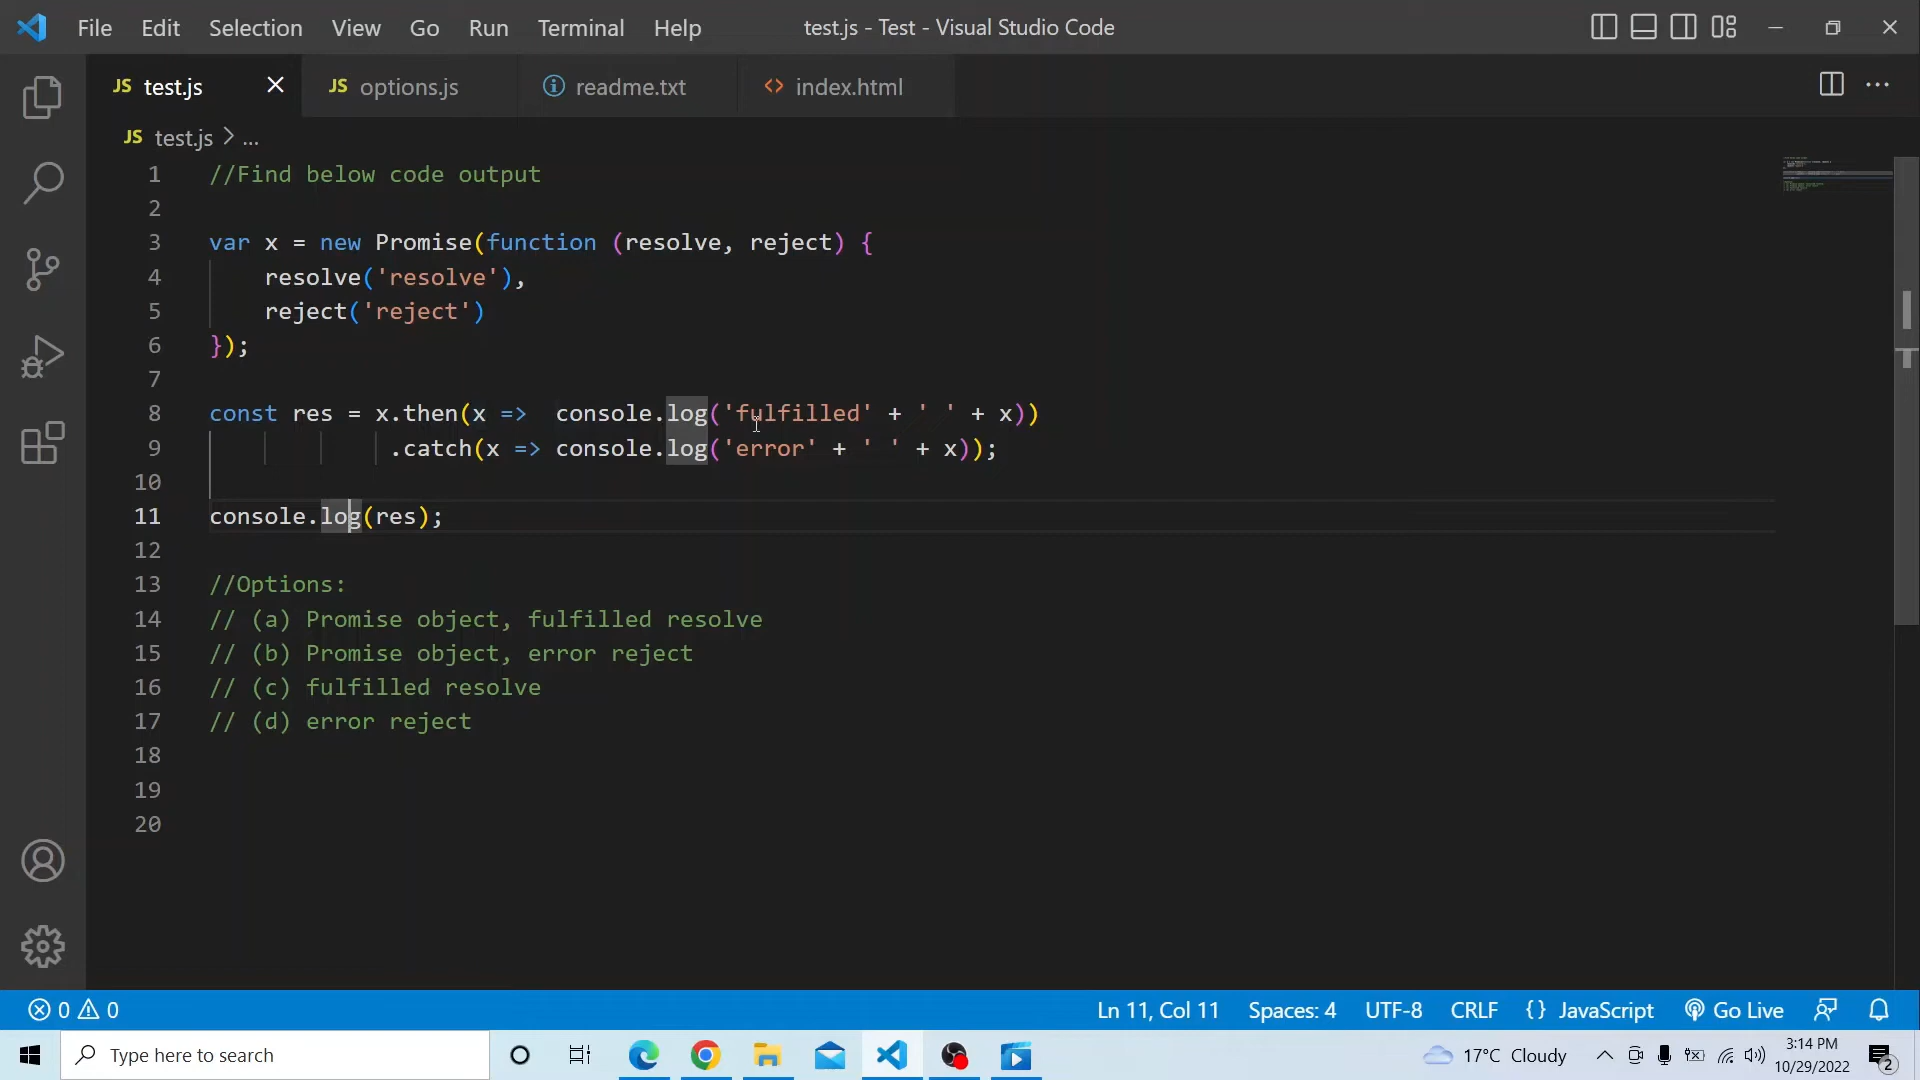 File Edit Selection View Go Run Terminal Help test.js - Test - Visual Studio Code
JS test.js JS options.js readme.txt index.html
JS test.js > ...
1 //Find below code output
2
3 var x = new Promise(function (resolve, reject) {
4 resolve('resolve'),
5 reject('reject')
6 });
7
8 const res = x.then(x => console.log('fulfilled' + ' ' + x))
9 .catch(x => console.log('error' + ' ' + x));
10
11 console.log(res);
12
13 //Options:
14 // (a) Promise object, fulfilled resolve
15 // (b) Promise object, error reject
16 // (c) fulfilled resolve
17 // (d) error reject
18
19
20
0 0 Ln 11, Col 11 Spaces: 4 UTF-8 CRLF {} JavaScript Go Live
Type here to search 17°C Cloudy 3:14 PM
10/29/2022 2